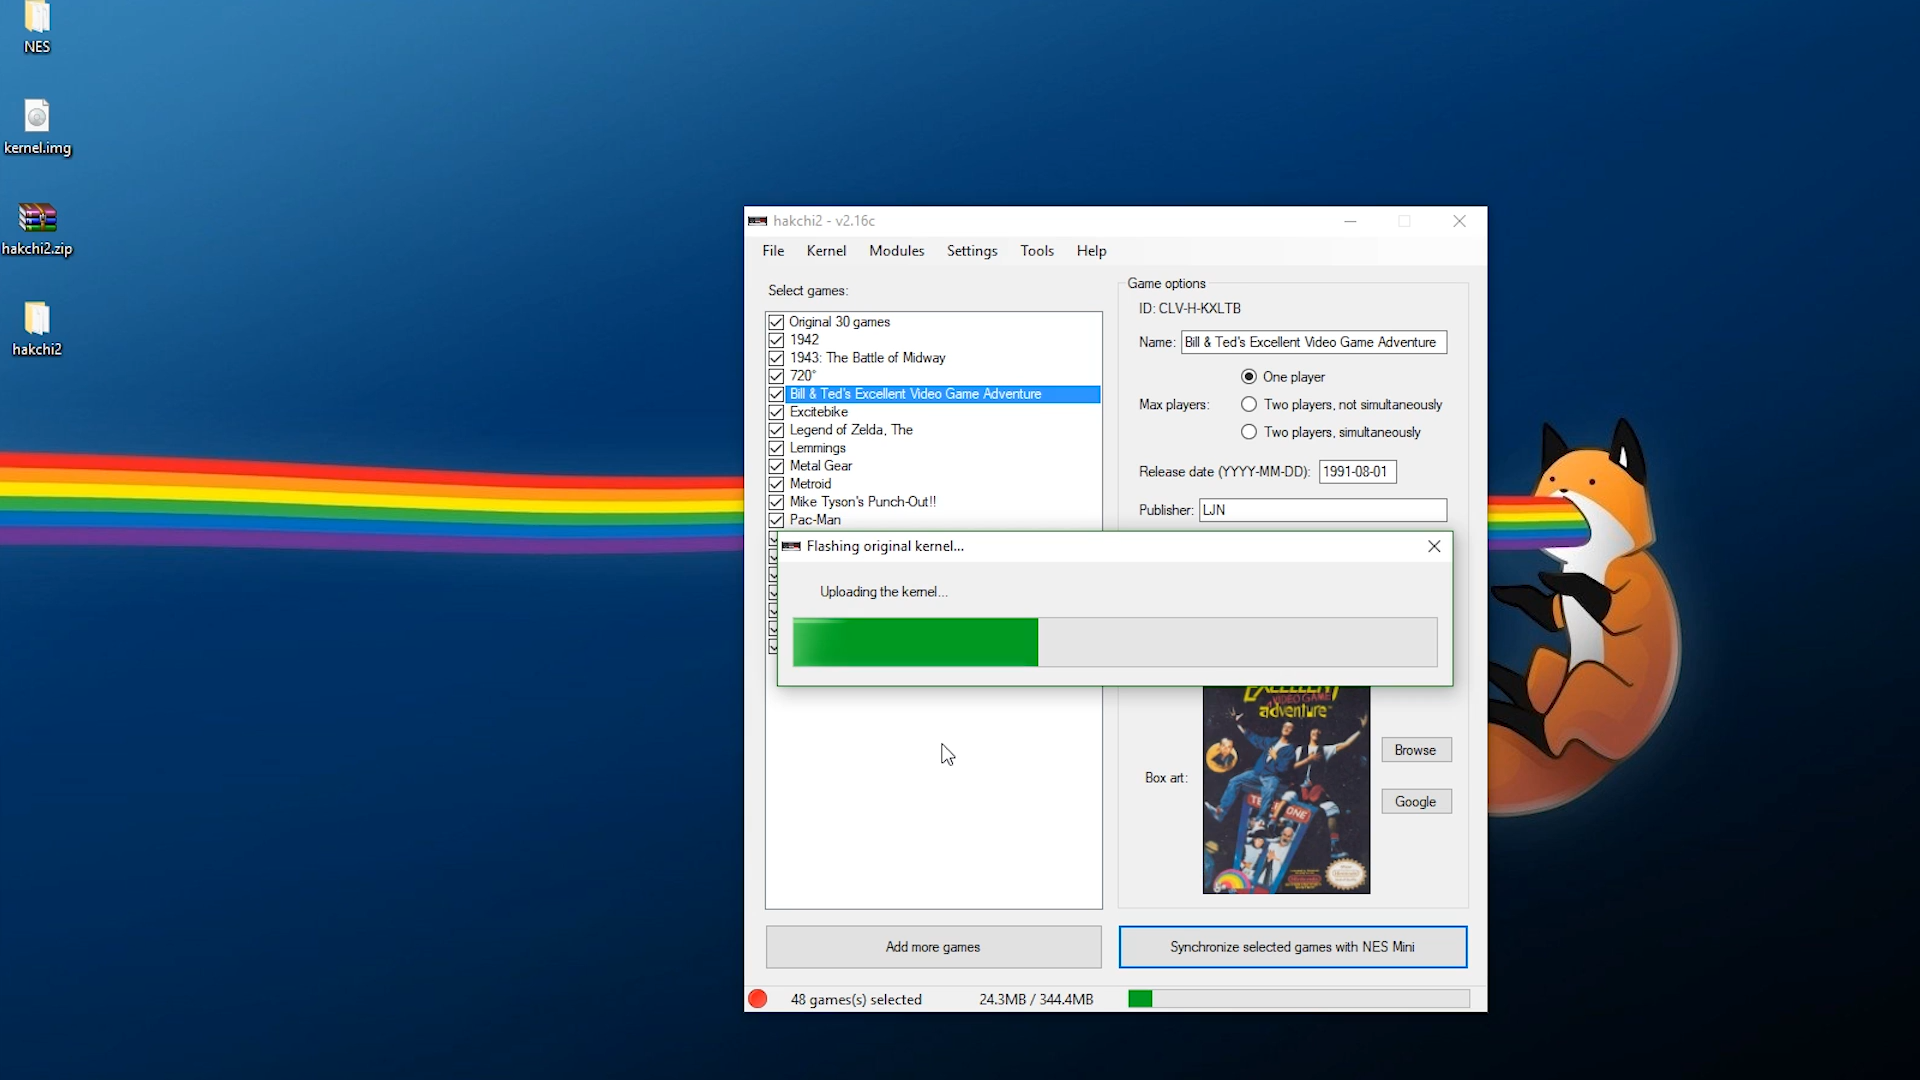 NES
kernel.img
hakchi2.zip
hakchi2
hakchi2 - v2.16c
File Kernel Modules Settings Tools Help
Select games:
Original 30 games
1942
1943: The Battle of Midway
720°
Bill & Ted's Excellent Video Game Adventure
Excitebike
Legend of Zelda, The
Lemmings
Metal Gear
Metroid
Mike Tyson's Punch-Out!!
Pac-Man
Game options
ID: CLV-H-KXLTB
Name: Bill & Ted's Excellent Video Game Adventure
Max players:
One player
Two players, not simultaneously
Two players, simultaneously
Release date (YYYY-MM-DD): 1991-08-01
Publisher: LJN
Flashing original kernel...
Uploading the kernel...
EXCELLENT
VIDEO GAME
adventure
Box art:
Browse
Google
Add more games
Synchronize selected games with NES Mini
48 games(s) selected
24.3MB / 344.4MB